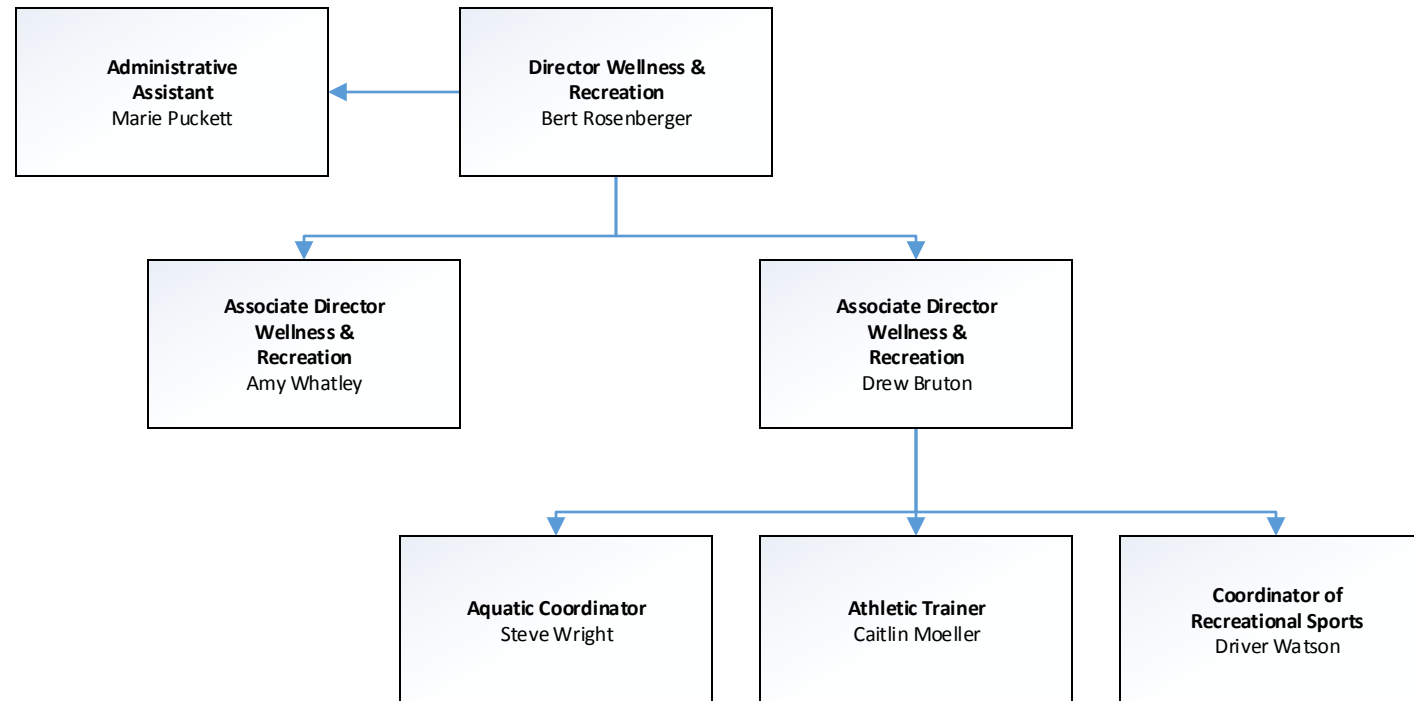 Administrative
Assistant
Marie Puckett
Director Wellness &
Recreation
Bert Rosenberger
Associate Director
Wellness &
Recreation
Amy Whatley
Associate Director
Wellness &
Recreation
Drew Bruton
Aquatic Coordinator
Steve Wright
Athletic Trainer
Caitlin Moeller
Coordinator of
Recreational Sports
Driver Watson